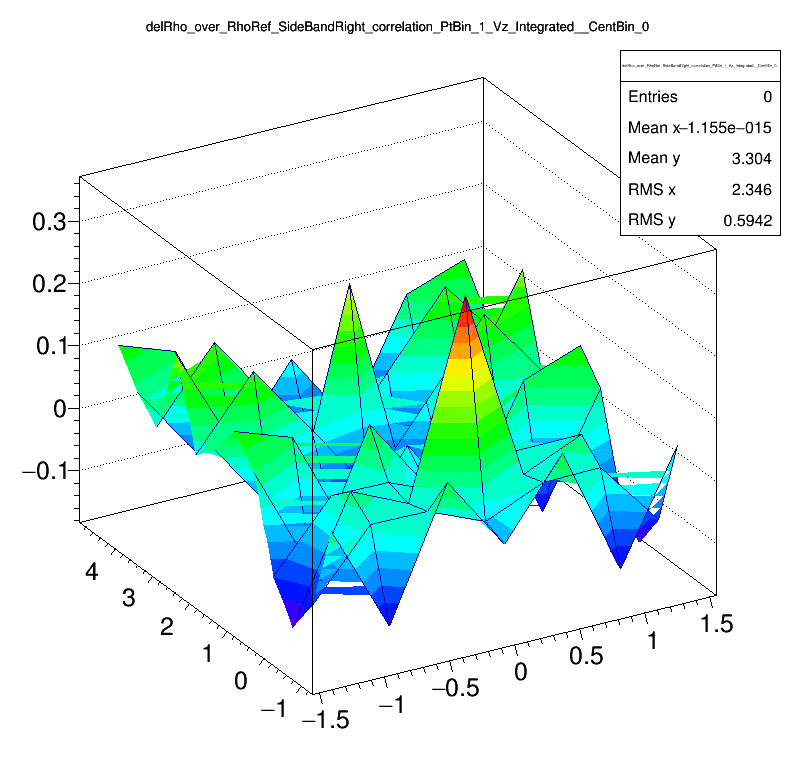 delRho_over_RhoRef_SideBandRight_correlation_PtBin_1_Vz_Integrated__CentBin_0
delRho_over_RhoRef_SideBandRight_correlation_PtBin_1_Vz_Integrated__CentBin_0
Entries 0
Mean x −1.155e−015
Mean y 3.304
RMS x 2.346
RMS y 0.5942
0.3
0.2
0.1
0
−0.1
4
3
2
1
0
−1
−1.5
−1
−0.5
0
0.5
1
1.5